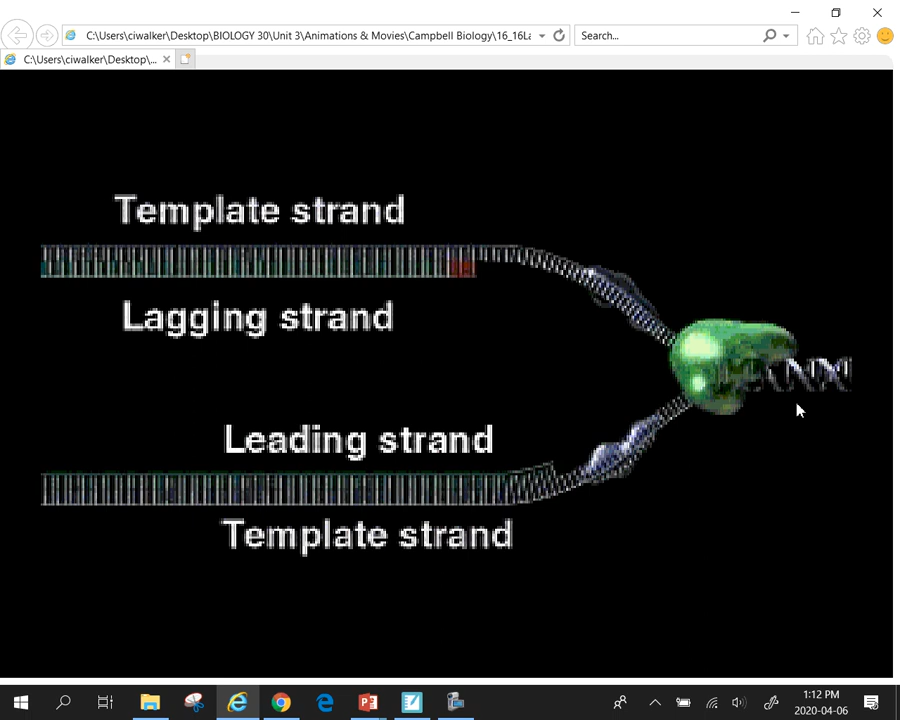 C:\Users\ciwalker\Desktop\BIOLOGY 30\Unit 3\Animations & Movies\Campbell Biology\16_16La
Search...
C:\Users\ciwalker\Desktop\...
Template strand
Lagging strand
Leading strand
Template strand
1:12 PM
2020-04-06